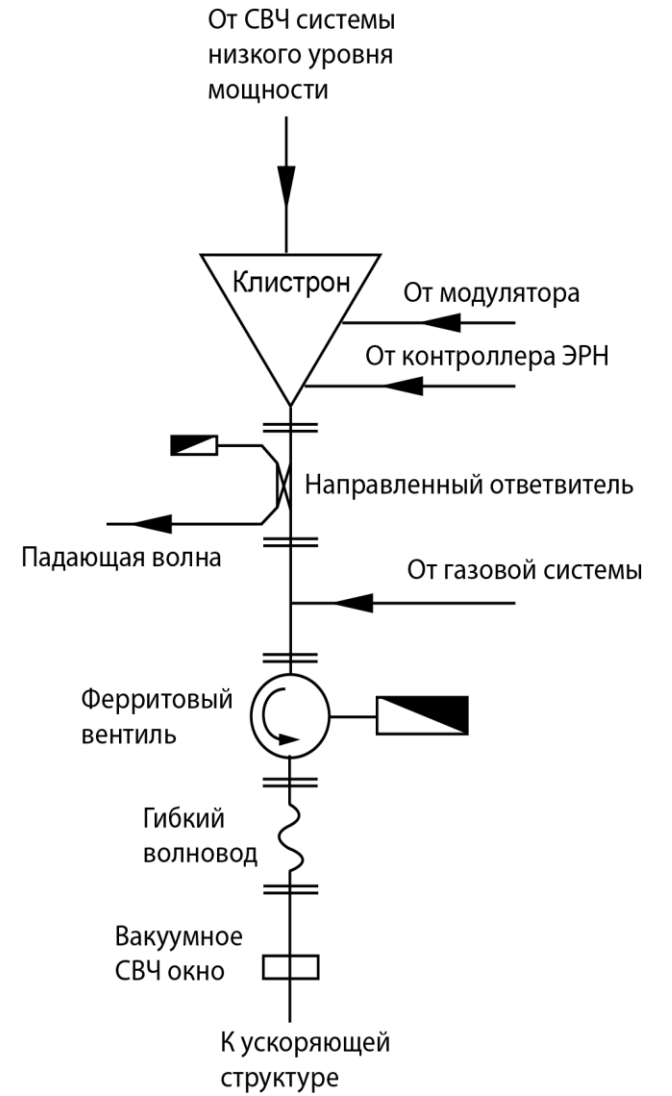 От СВЧ системы
низкого уровня
мощности
Клистрон
От модулятора
От контроллера ЭРН
Направленный ответвитель
Падающая волна
От газовой системы
Ферритовый
вентиль
Гибкий
волновод
Вакуумное
СВЧ окно
К ускоряющей
структуре